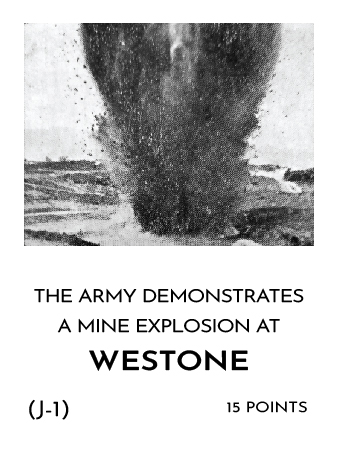 THE ARMY DEMONSTRATES
A MINE EXPLOSION AT
WESTONE
(J-1)
15 POINTS